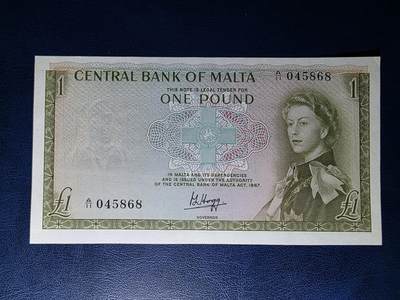 CENTRAL BANK OF MALTA
A/11 045868
1
1
THIS NOTE IS LEGAL TENDER FOR
ONE POUND
IN MALTA AND ITS DEPENDENCIES
AND IS ISSUED UNDER THE AUTHORITY
OF THE CENTRAL BANK OF MALTA ACT, 1967.
£1
A/11 045868
GOVERNOR
£1